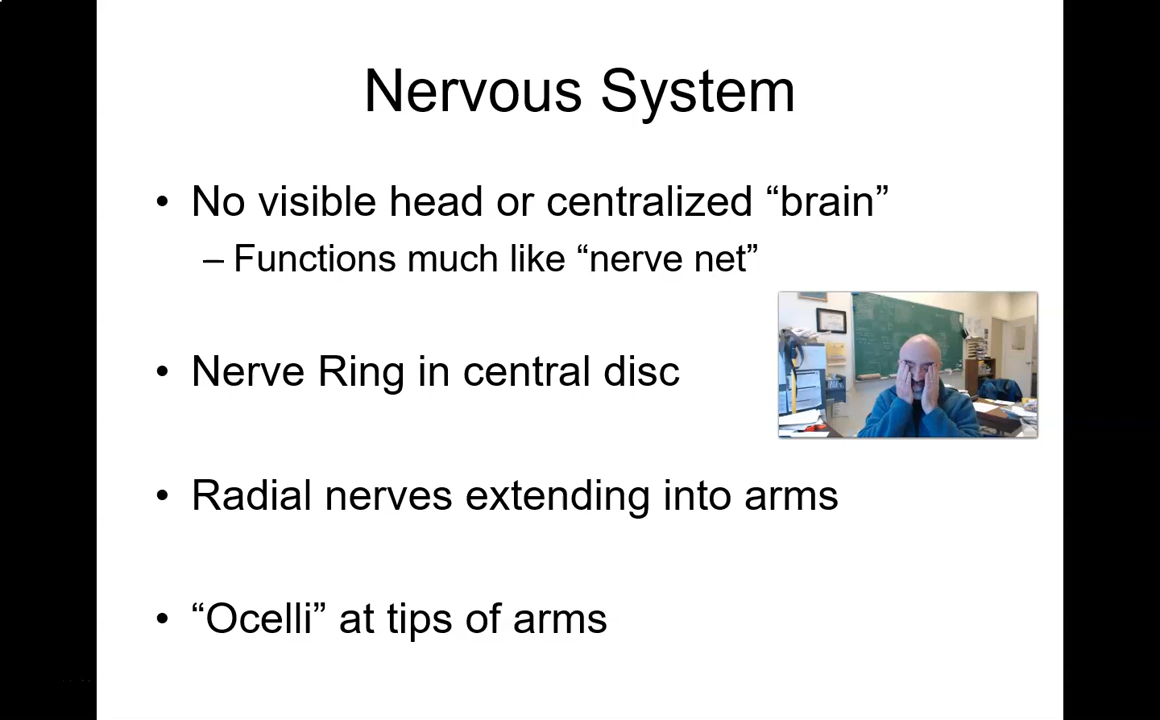 Nervous System
• No visible head or centralized “brain”
– Functions much like “nerve net”
• Nerve Ring in central disc
• Radial nerves extending into arms
• “Ocelli” at tips of arms